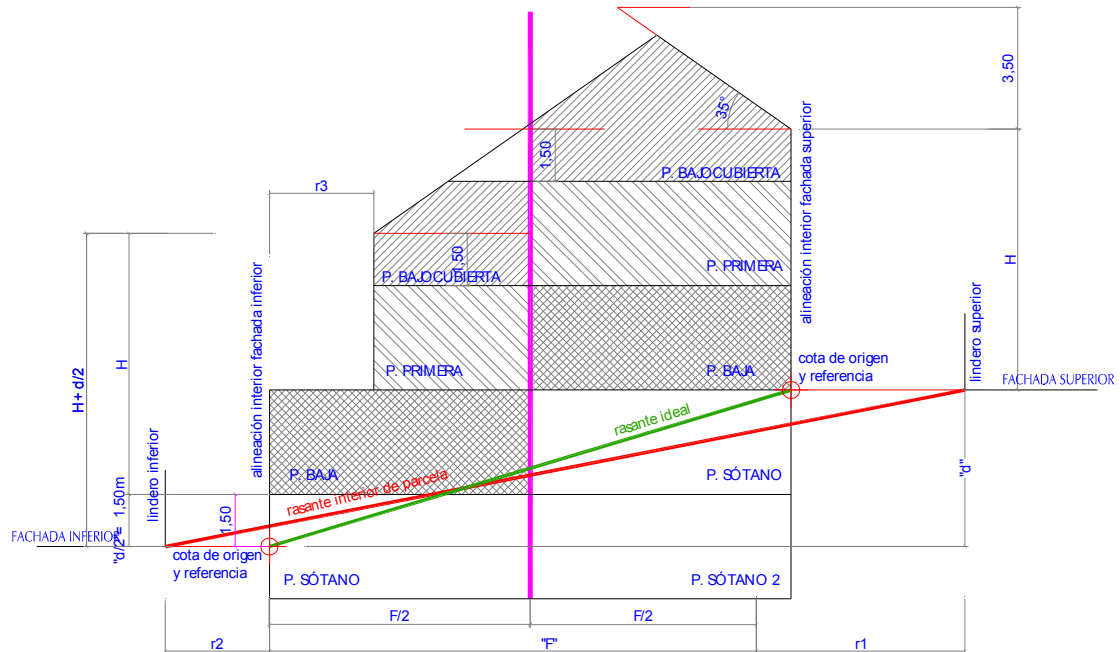 3,50
35°
alineación interior fachada superior
1,50
P. BAJOCUBIERTA
r3
alineación interior fachada inferior
1,50
P. BAJOCUBIERTA
P. PRIMERA
H
H
H+ d/2
lindero superior
P. PRIMERA
P. BAJA
cota de origen
y referencia
FACHADA SUPERIOR
rasante ideal
P. BAJA
rasante interior de parcela
P. SÓTANO
"d"
lindero inferior
"d/2"= 1,50m
1,50
FACHADA INFERIOR
cota de origen
y referencia
P. SÓTANO
P. SÓTANO 2
F/2
F/2
r2
"F"
r1